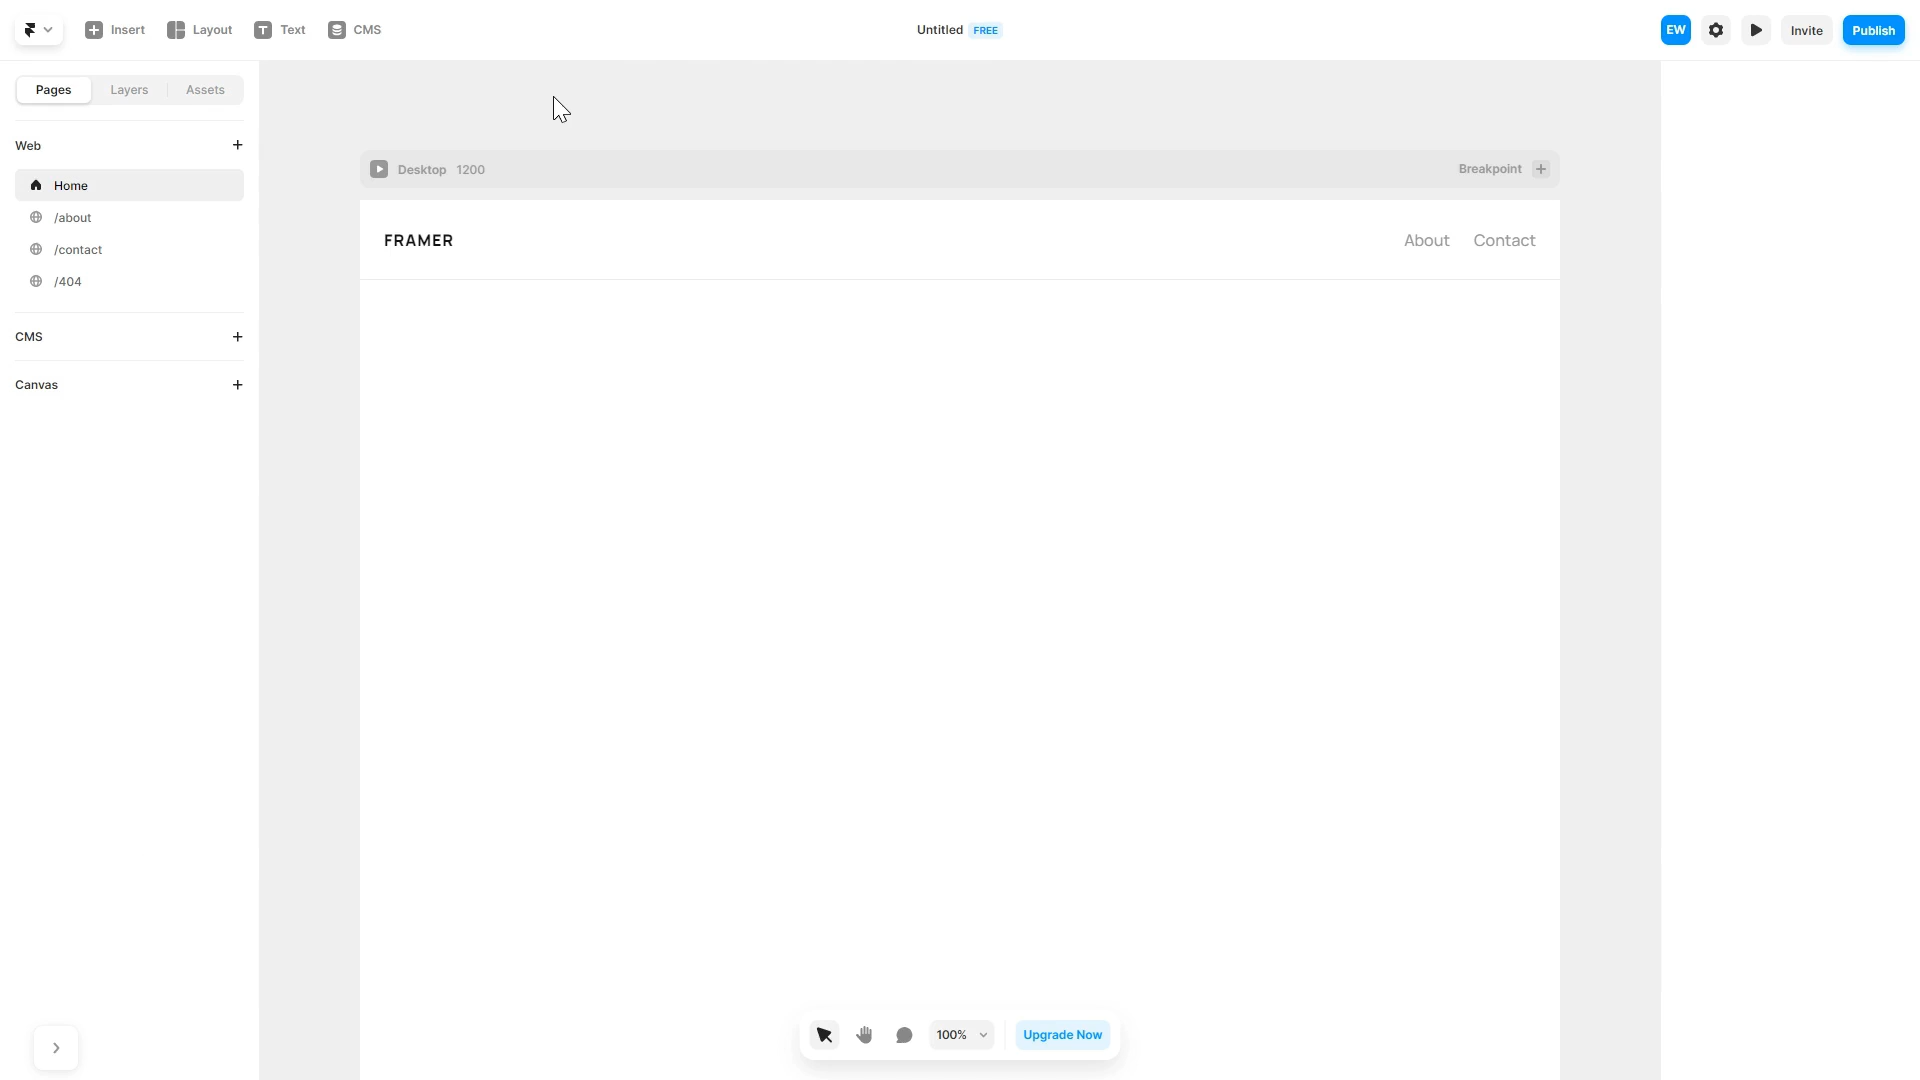 Insert Layout Text CMS Untitled FREE EW Invite Publish
Pages Layers Assets
Web
Home
/about
/contact
/404
CMS
Canvas
Desktop 1200 Breakpoint
FRAMER About Contact
100% Upgrade Now